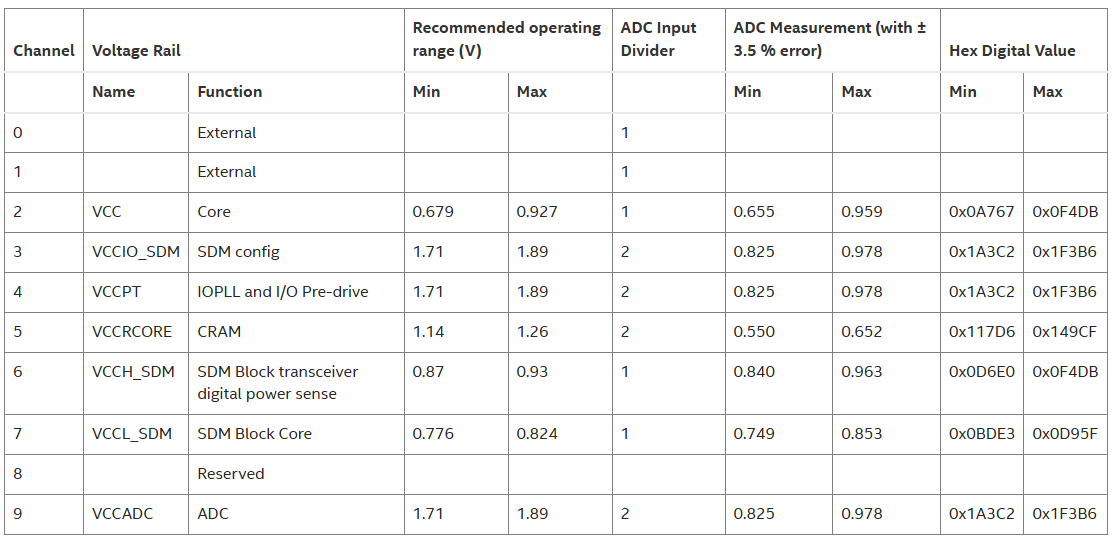 Channel Voltage Rail Recommended operating range (V) ADC Input Divider ADC Measurement (with ± 3.5 % error) Hex Digital Value
Name Function Min Max Min Max Min Max
0 External 1
1 External 1
2 VCC Core 0.679 0.927 1 0.655 0.959 0x0A767 0x0F4DB
3 VCCIO_SDM SDM config 1.71 1.89 2 0.825 0.978 0x1A3C2 0x1F3B6
4 VCCPT IOPLL and I/O Pre-drive 1.71 1.89 2 0.825 0.978 0x1A3C2 0x1F3B6
5 VCCRCORE CRAM 1.14 1.26 2 0.550 0.652 0x117D6 0x149CF
6 VCCH_SDM SDM Block transceiver digital power sense 0.87 0.93 1 0.840 0.963 0x0D6E0 0x0F4DB
7 VCCL_SDM SDM Block Core 0.776 0.824 1 0.749 0.853 0x0BDE3 0x0D95F
8 Reserved
9 VCCADC ADC 1.71 1.89 2 0.825 0.978 0x1A3C2 0x1F3B6